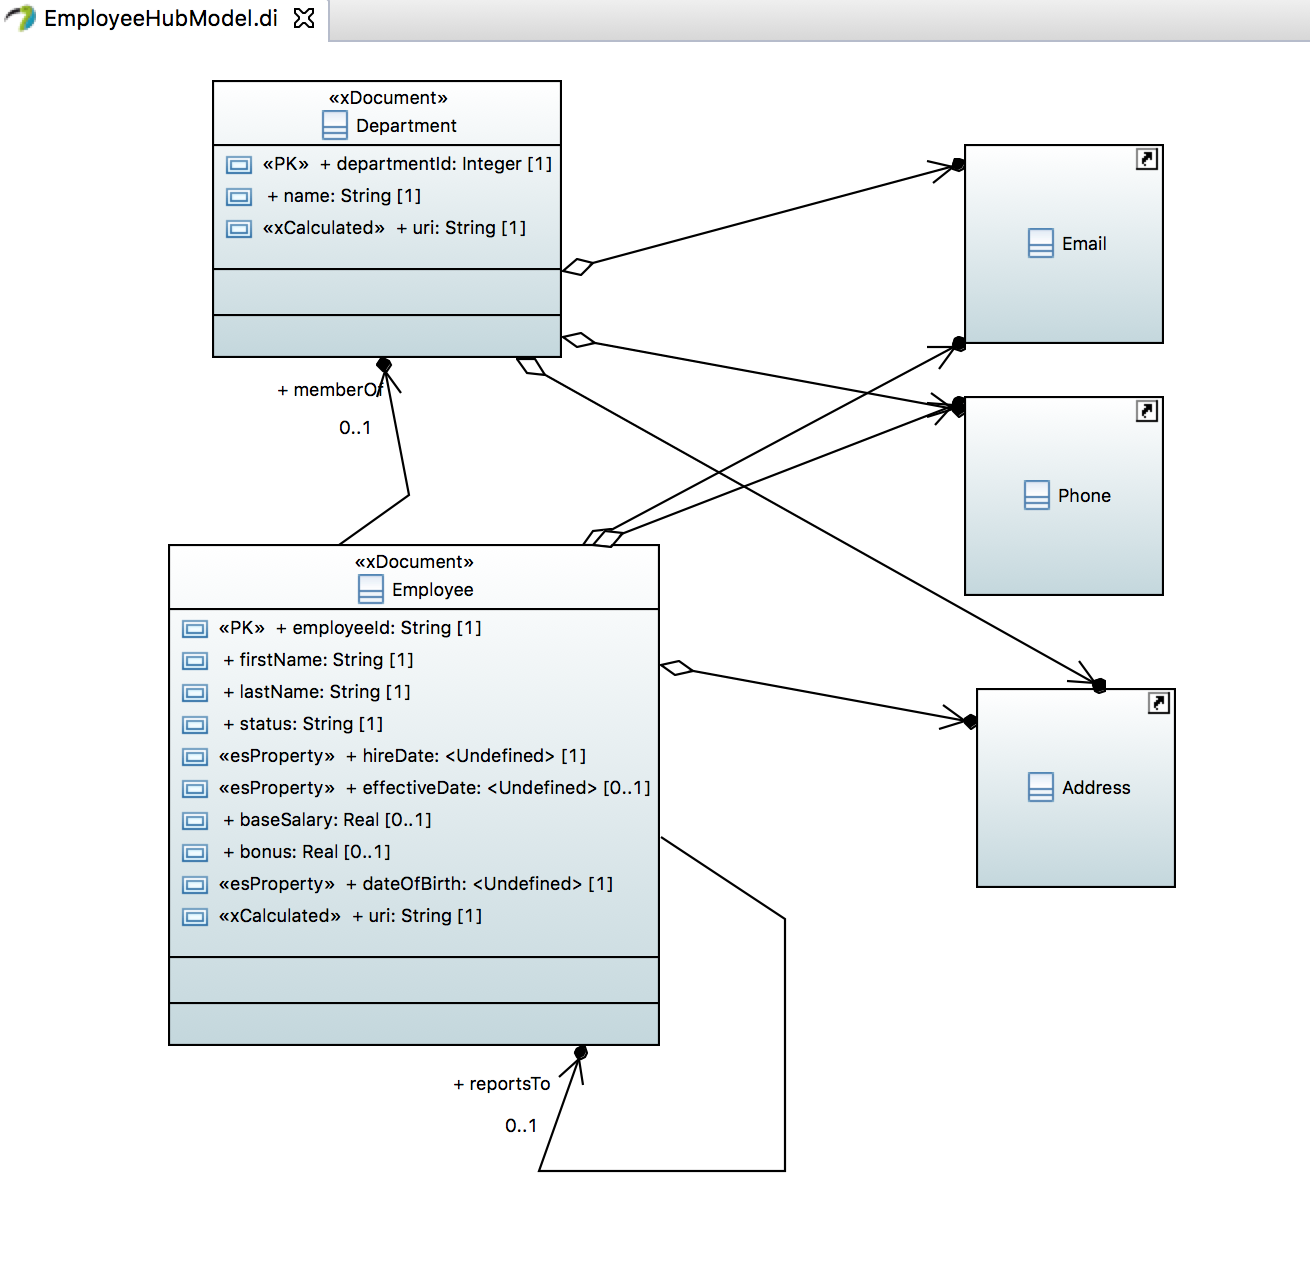 EmployeeHubModel.di
«xDocument»
Department
«PK» + departmentId: Integer [1]
+ name: String [1]
«xCalculated» + uri: String [1]
Email
+ memberOf
0..1
Phone
«xDocument»
Employee
«PK» + employeeId: String [1]
+ firstName: String [1]
+ lastName: String [1]
+ status: String [1]
«esProperty» + hireDate: <Undefined> [1]
«esProperty» + effectiveDate: <Undefined> [0..1]
+ baseSalary: Real [0..1]
+ bonus: Real [0..1]
«esProperty» + dateOfBirth: <Undefined> [1]
«xCalculated» + uri: String [1]
Address
+ reportsTo
0..1